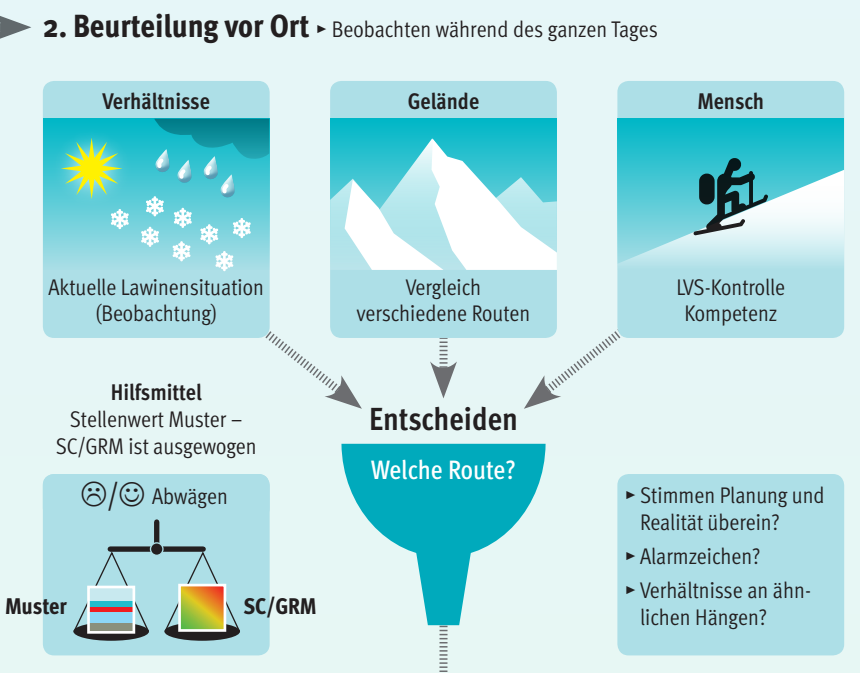 2. Beurteilung vor Ort ► Beobachten während des ganzen Tages
Verhältnisse
Aktuelle Lawinensituation
(Beobachtung)
Gelände
Vergleich
verschiedene Routen
Mensch
LVS-Kontrolle
Kompetenz
Hilfsmittel
Stellenwert Muster –
SC/GRM ist ausgewogen
☹/☺ Abwägen
Muster
SC/GRM
Entscheiden
Welche Route?
► Stimmen Planung und
Realität überein?
► Alarmzeichen?
► Verhältnisse an ähn-
lichen Hängen?